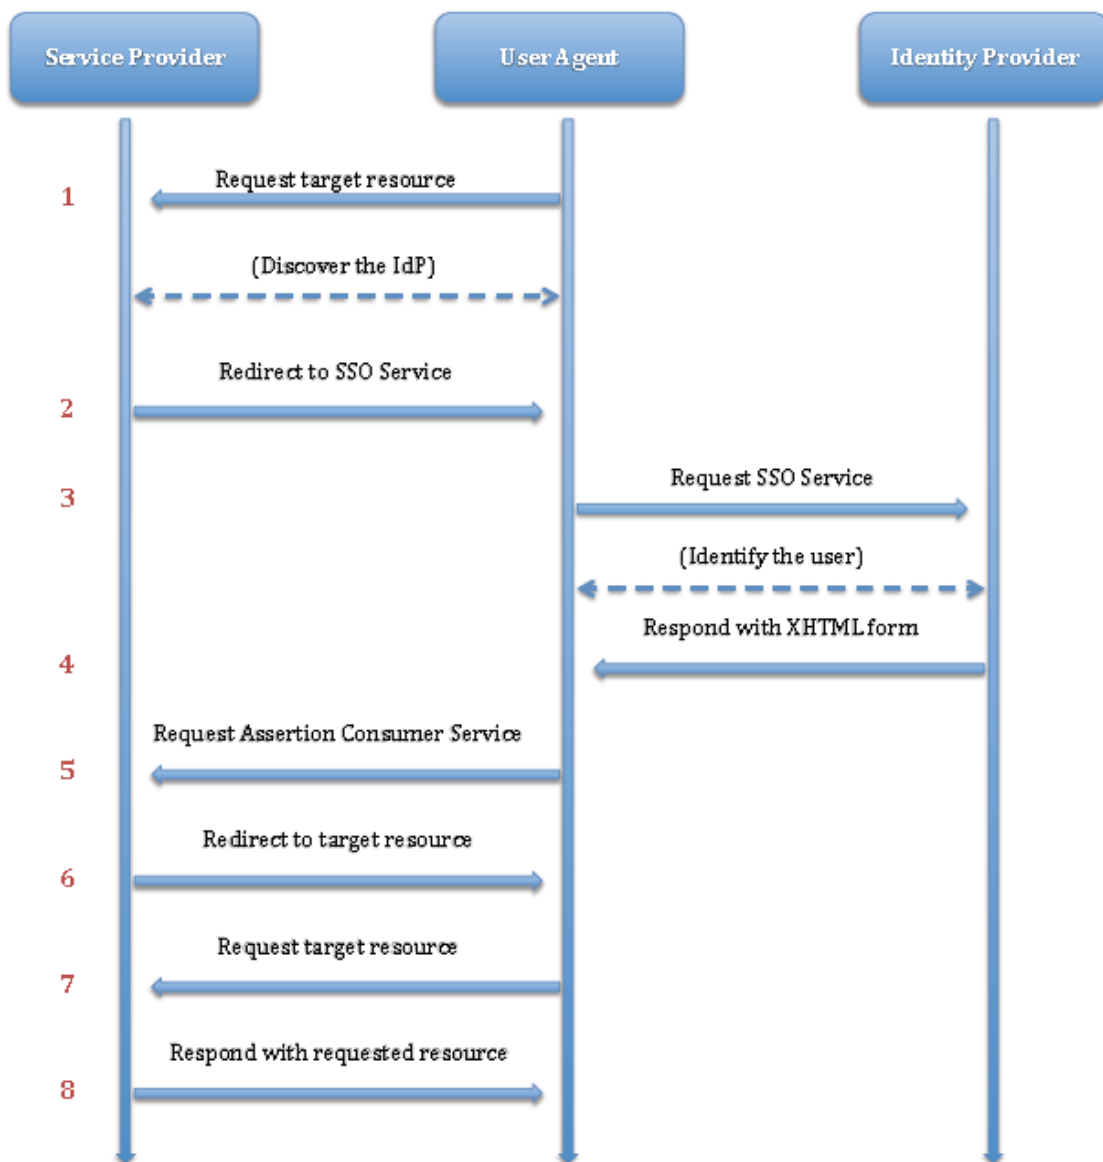 Service Provider
User Agent
Identity Provider
Request target resource
1
(Discover the IdP)
Redirect to SSO Service
2
Request SSO Service
3
(Identify the user)
Respond with XHTML form
4
Request Assertion Consumer Service
5
Redirect to target resource
6
Request target resource
7
Respond with requested resource
8